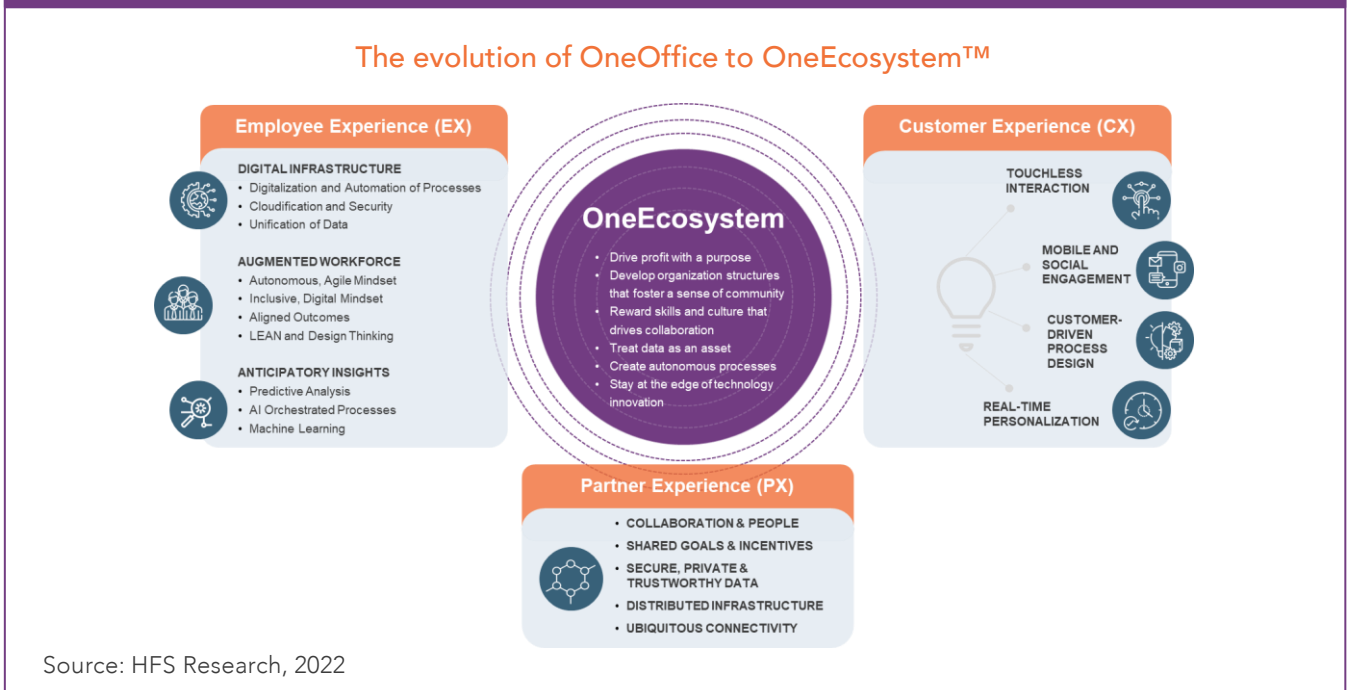 The evolution of OneOffice to OneEcosystem™
Employee Experience (EX)
DIGITAL INFRASTRUCTURE
• Digitalization and Automation of Processes
• Cloudification and Security
• Unification of Data
AUGMENTED WORKFORCE
• Autonomous, Agile Mindset
• Inclusive, Digital Mindset
• Aligned Outcomes
• LEAN and Design Thinking
ANTICIPATORY INSIGHTS
• Predictive Analysis
• AI Orchestrated Processes
• Machine Learning
OneEcosystem
• Drive profit with a purpose
• Develop organization structures
that foster a sense of community
• Reward skills and culture that
drives collaboration
• Treat data as an asset
• Create autonomous processes
• Stay at the edge of technology
innovation
Customer Experience (CX)
TOUCHLESS
INTERACTION
MOBILE AND
SOCIAL
ENGAGEMENT
CUSTOMER-
DRIVEN
PROCESS
DESIGN
REAL-TIME
PERSONALIZATION
Partner Experience (PX)
• COLLABORATION & PEOPLE
• SHARED GOALS & INCENTIVES
• SECURE, PRIVATE &
TRUSTWORTHY DATA
• DISTRIBUTED INFRASTRUCTURE
• UBIQUITOUS CONNECTIVITY
Source: HFS Research, 2022